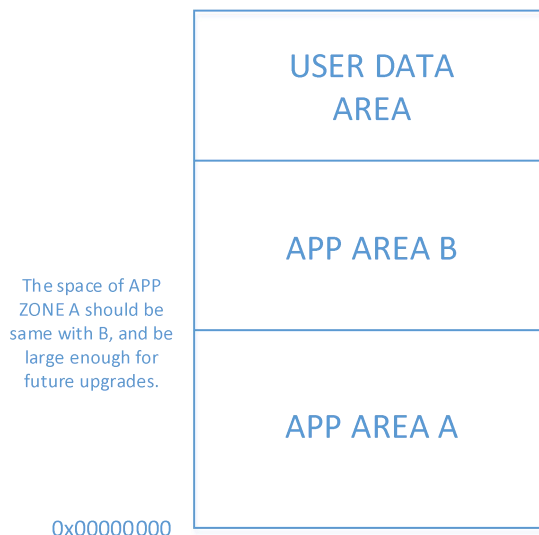 USER DATA
AREA
APP AREA B
The space of APP
ZONE A should be
same with B, and be
large enough for
future upgrades.
APP AREA A
0x00000000